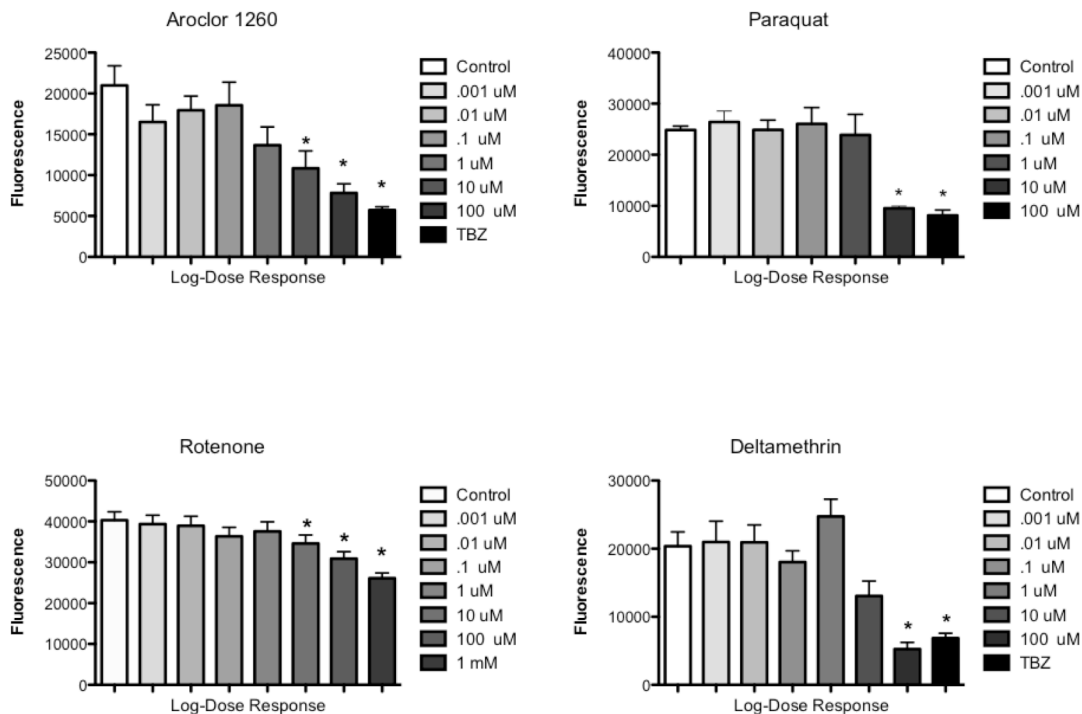 Aroclor 1260
25000
20000
15000
10000
5000
0
Fluorescence
*
*
*
Log-Dose Response
Control
.001 uM
.01 uM
.1 uM
1 uM
10 uM
100 uM
TBZ
Paraquat
40000
30000
20000
10000
0
Fluorescence
*
*
Log-Dose Response
Control
.001 uM
.01 uM
.1 uM
1 uM
10 uM
100 uM
Rotenone
50000
40000
30000
20000
10000
0
Fluorescence
*
*
*
Log-Dose Response
Control
.001 uM
.01 uM
.1 uM
1 uM
10 uM
100 uM
1 mM
Deltamethrin
30000
20000
10000
0
Fluorescence
*
*
Log-Dose Response
Control
.001 uM
.01 uM
.1 uM
1 uM
10 uM
100 uM
TBZ